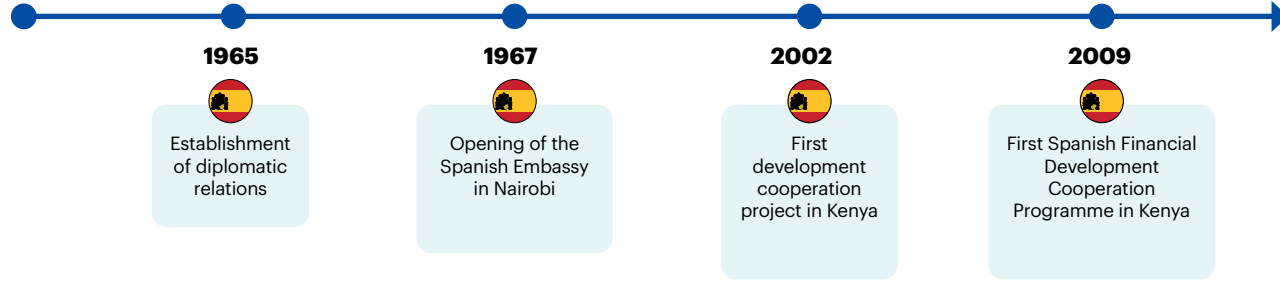 1965
Establishment
of diplomatic
relations
1967
Opening of the
Spanish Embassy
in Nairobi
2002
First
development
cooperation
project in Kenya
2009
First Spanish Financial
Development
Cooperation
Programme in Kenya